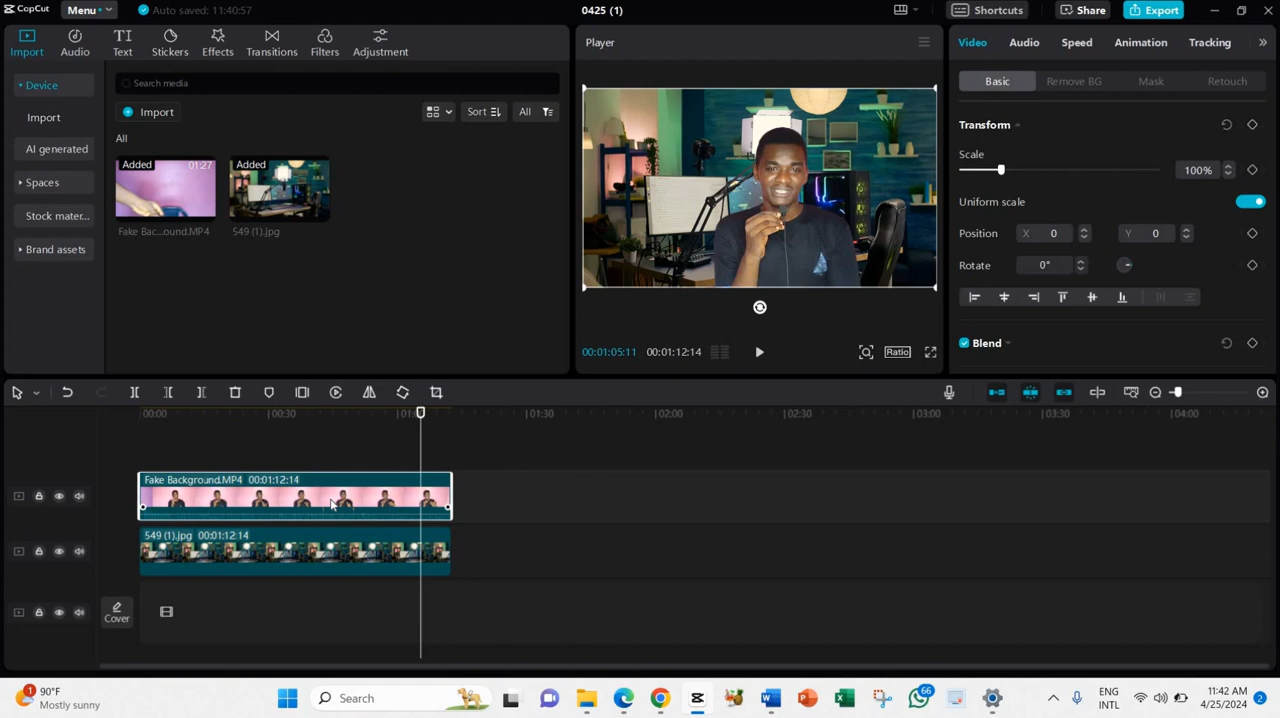 CapCut
Menu
Auto saved: 11:40:57
0425 (1)
Shortcuts
Share
Export
Import
Audio
Text
Stickers
Effects
Transitions
Filters
Adjustment
Device
Import
AI generated
Spaces
Stock mater...
Brand assets
Search media
Import
Sort
All
All
Added
01:27
Added
Fake Bac...ound.MP4
549 (1).jpg
Player
00:01:05:11
00:01:12:14
Ratio
Video
Audio
Speed
Animation
Tracking
Basic
Remove BG
Mask
Retouch
Transform
Scale
100%
Uniform scale
Position
X 0
Y 0
Rotate
0°
Blend
00:00
00:30
01:00
01:30
02:00
02:30
03:00
03:30
04:00
Fake Background.MP4 00:01:12:14
549 (1).jpg 00:01:12:14
Cover
1
90°F
Mostly sunny
Search
66
ENG
INTL
11:42 AM
4/25/2024
2